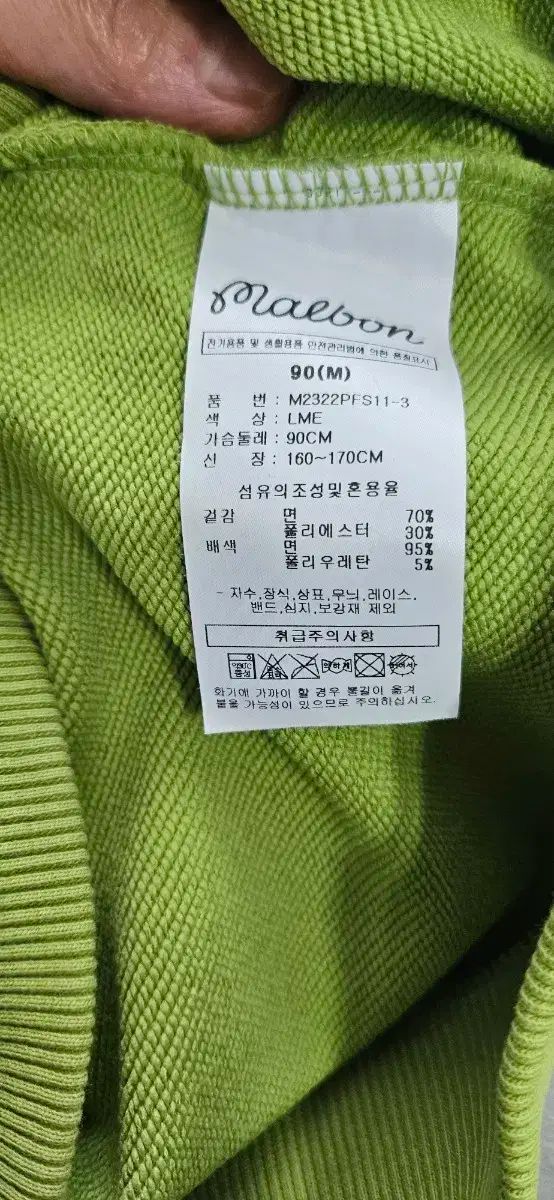 Malbon
전기용품 및 생활용품 안전관리법에 의한 품질표시
90(M)
품 번 : M2322PFS11-3
색 상 : LME
가슴둘레 : 90CM
신 장 : 160~170CM
섬유의조성및혼용율
겉감 면 70%
폴리에스터 30%
배색 면 95%
폴리우레탄 5%
- 자수,장식,상표,무늬,레이스,
밴드,심지,보강재 제외
취급주의사항
화기에 가까이 할 경우 불길이 옮겨
붙을 가능성이 있으므로 주의하십시오.